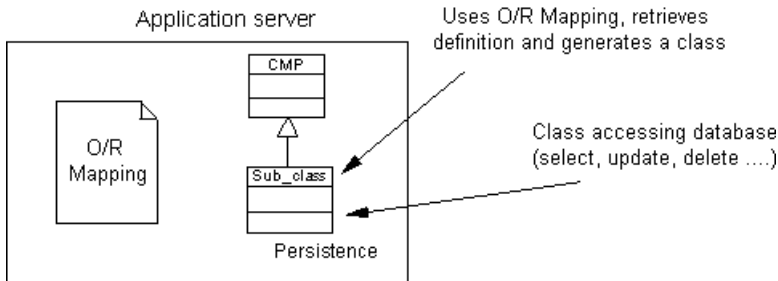 Application server
Uses O/R Mapping, retrieves
definition and generates a class
CMP
O/R
Mapping
Class accessing database
(select, update, delete ....)
Sub_class
Persistence